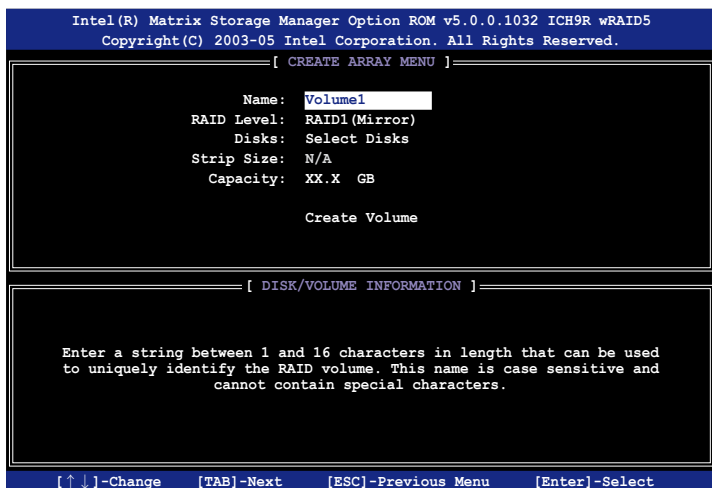 Intel(R) Matrix Storage Manager Option ROM v5.0.0.1032 ICH9R wRAID5
Copyright(C) 2003-05 Intel Corporation. All Rights Reserved.
[ CREATE ARRAY MENU ]
Name: Volume1
RAID Level: RAID1(Mirror)
Disks: Select Disks
Strip Size: N/A
Capacity: XX.X GB
Create Volume
[ DISK/VOLUME INFORMATION ]
Enter a string between 1 and 16 characters in length that can be used
to uniquely identify the RAID volume. This name is case sensitive and
cannot contain special characters.
[↑↓]-Change [TAB]-Next [ESC]-Previous Menu [Enter]-Select